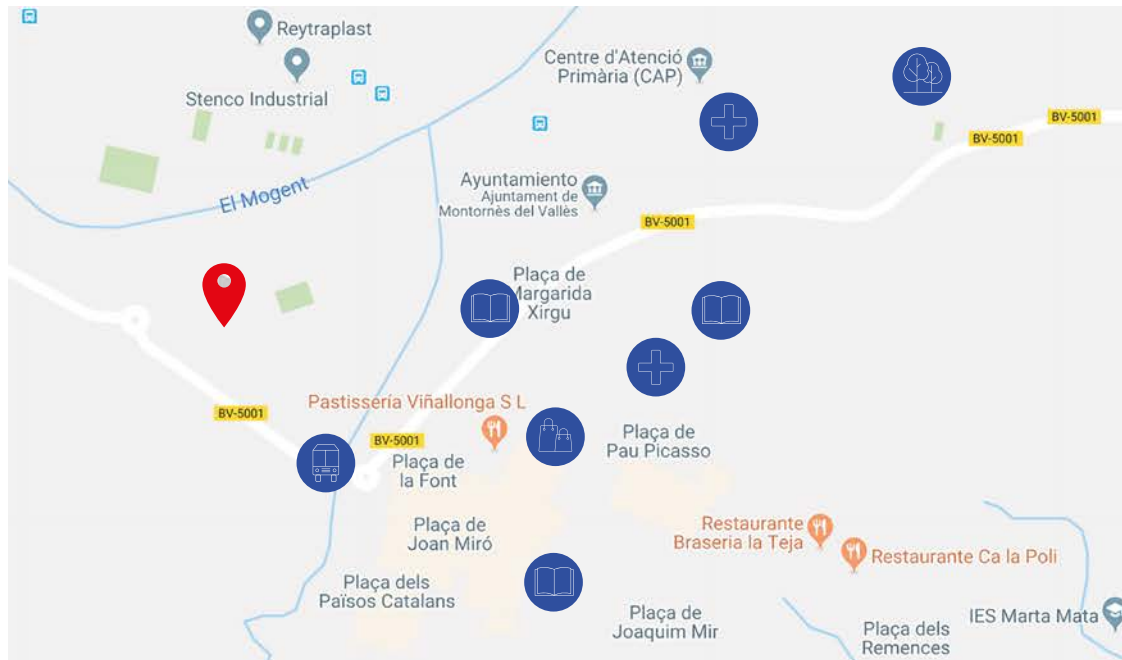 Reytraplast
Stenco Industrial
Centre d'Atenció
Primària (CAP)
BV-5001
BV-5001
El Mogent
Ayuntamiento
Ajuntament de
Montornès del Vallès
BV-5001
Plaça de
Margarida
Xirgu
Pastisseria Viñallonga S L
BV-5001
BV-5001
Plaça de
la Font
Plaça de
Pau Picasso
Plaça de
Joan Miró
Restaurante
Braseria la Teja
Restaurante Ca la Poli
Plaça dels
Països Catalans
Plaça de
Joaquim Mir
IES Marta Mata
Plaça dels
Remences